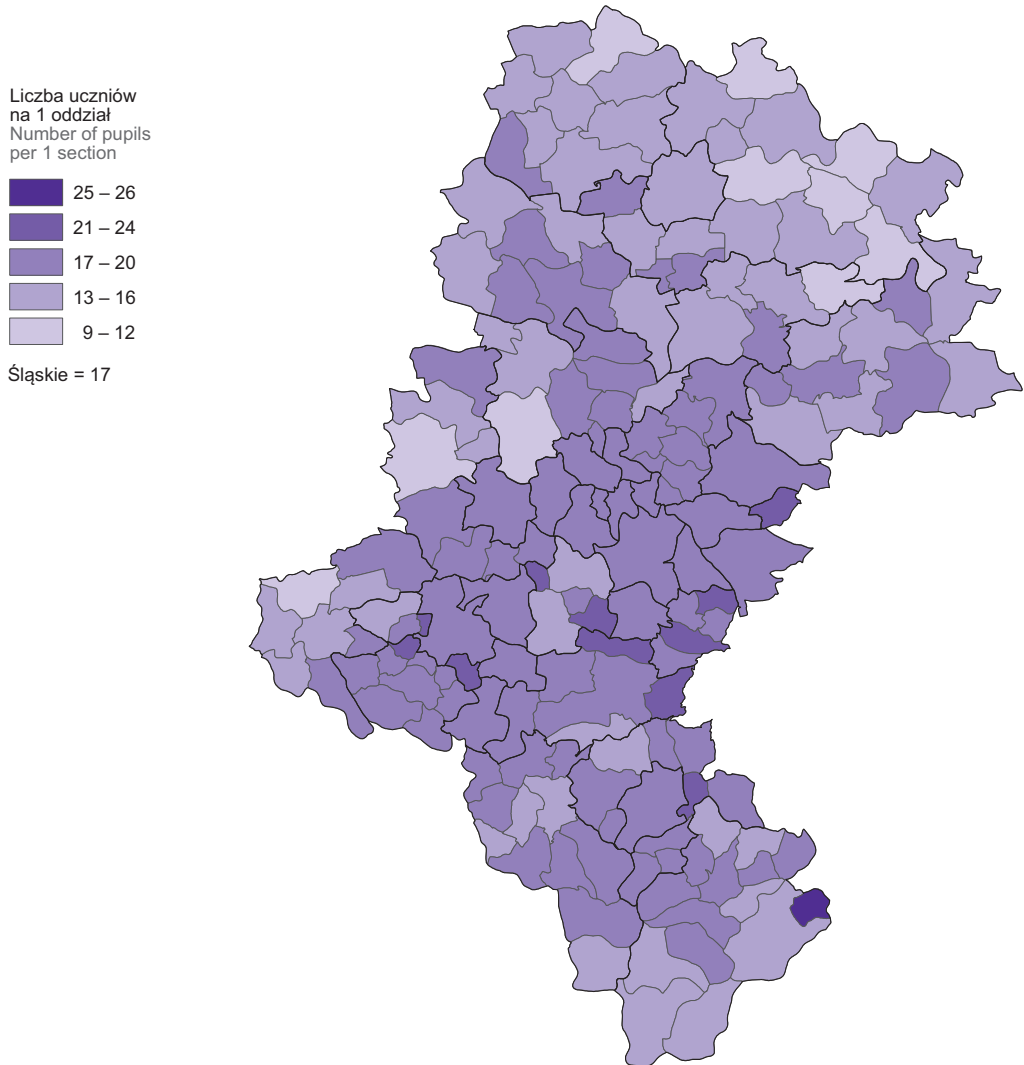 Liczba uczniów
na 1 oddział
Number of pupils
per 1 section
25 – 26
21 – 24
17 – 20
13 – 16
9 – 12
Śląskie = 17